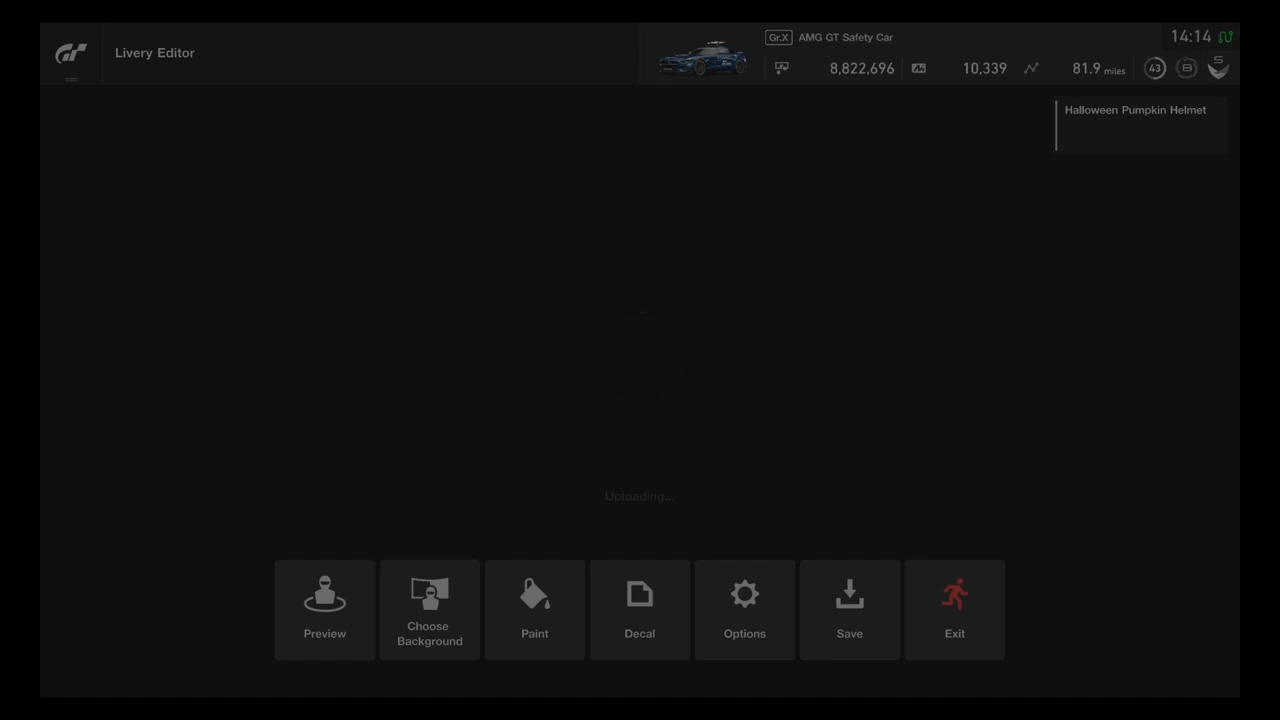 Livery Editor
Gr.X AMG GT Safety Car
14:14
8,822,696
10,339
81.9 miles
43
B
S
Halloween Pumpkin Helmet
Uploading...
Preview
Choose
Background
Paint
Decal
Options
Save
Exit